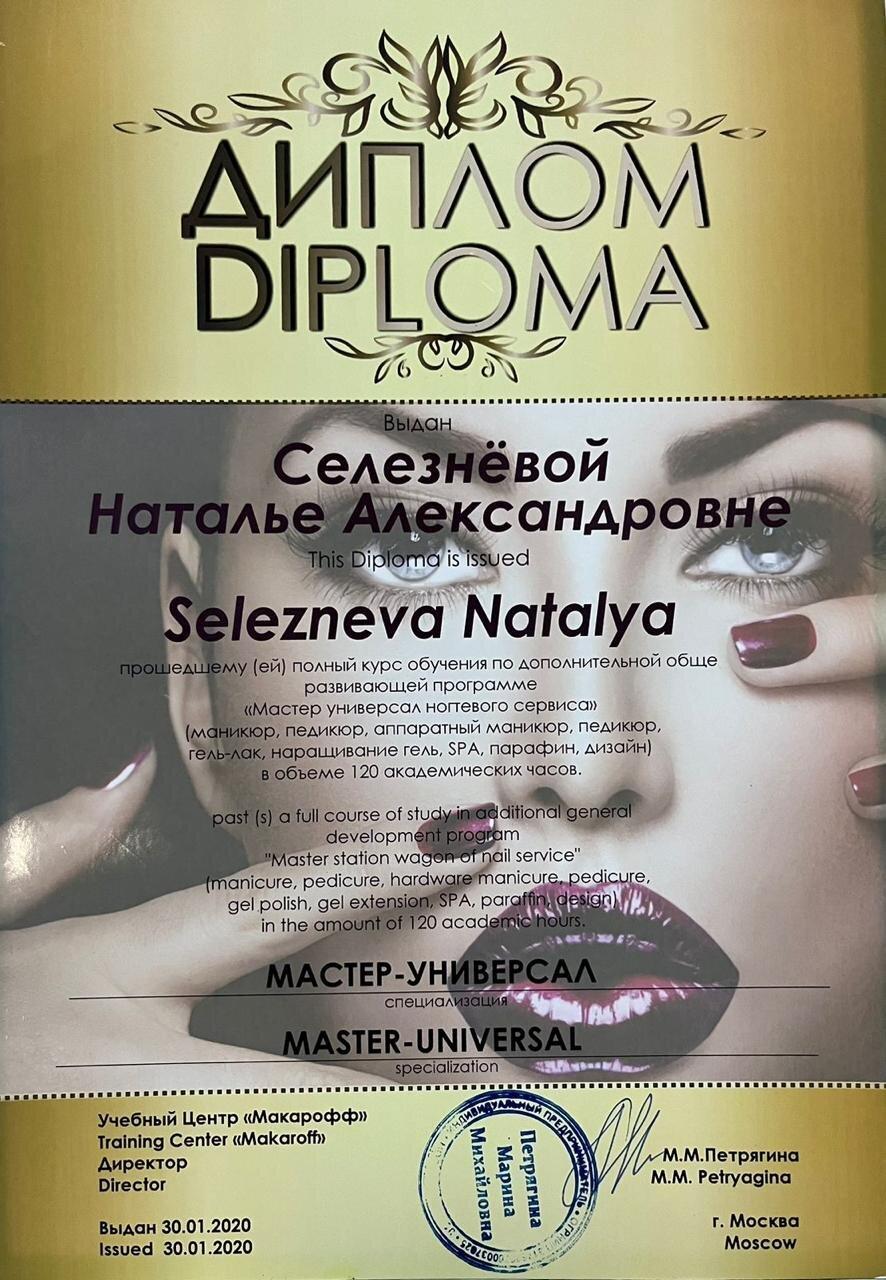 ДИПЛОМ
DIPLOMA
Выдан
Селезнёвой
Наталье Александровне
This Diploma is issued
Selezneva Natalya
прошедшему (ей) полный курс обучения по дополнительной обще
развивающей программе
«Мастер универсал ногтевого сервиса»
(маникюр, педикюр, аппаратный маникюр, педикюр,
гель-лак, наращивание гель, SPA, парафин, дизайн)
в объеме 120 академических часов.
past (s) a full course of study in additional general
development program
"Master station wagon of nail service"
(manicure, pedicure, hardware manicure, pedicure,
gel polish, gel extension, SPA, paraffin, design)
in the amount of 120 academic hours.
МАСТЕР-УНИВЕРСАЛ
специализация
MASTER-UNIVERSAL
specialization
Учебный Центр «Макарофф»
Training Center «Makaroff»
Директор
Director
Выдан 30.01.2020
Issued 30.01.2020
ИНДИВИДУАЛЬНЫЙ ПРЕДПРИНИМАТЕЛЬ
Петрягина
Марина
Михайловна
М.М.Петрягина
M.M. Petryagina
г. Москва
Moscow